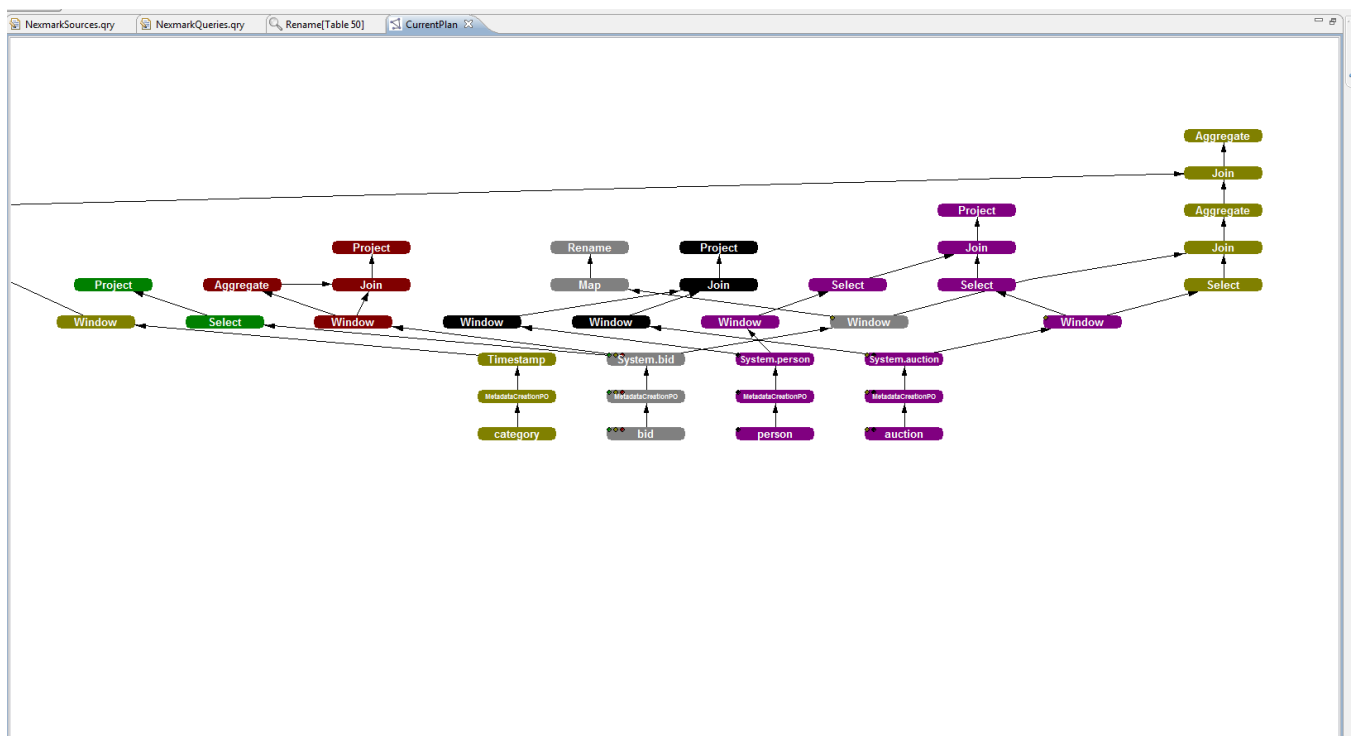 NexmarkSources.qry NexmarkQueries.qry Rename[Table 50] CurrentPlan
Aggregate
Join
Project Aggregate
Project Rename Project Join Join
Project Aggregate Join Map Join Select Select Select
Window Select Window Window Window Window Window Window
Timestamp System.bid System.person System.auction
MetadataCreationPO MetadataCreationPO MetadataCreationPO MetadataCreationPO
category bid person auction